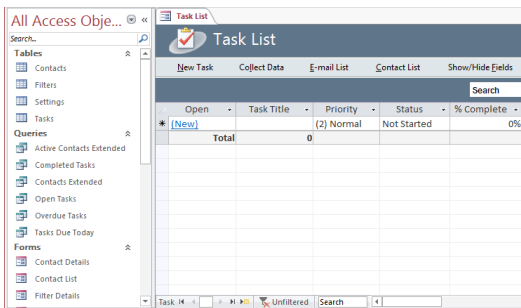 All Access Obje...
Search...
Tables
Contacts
Filters
Settings
Tasks
Queries
Active Contacts Extended
Completed Tasks
Contacts Extended
Open Tasks
Overdue Tasks
Tasks Due Today
Forms
Contact Details
Contact List
Filter Details
Task List
Task List
New Task Collect Data E-mail List Contact List Show/Hide Fields
Search
Open Task Title Priority Status % Complete
(New) (2) Normal Not Started 0%
Total 0
Task Unfiltered Search